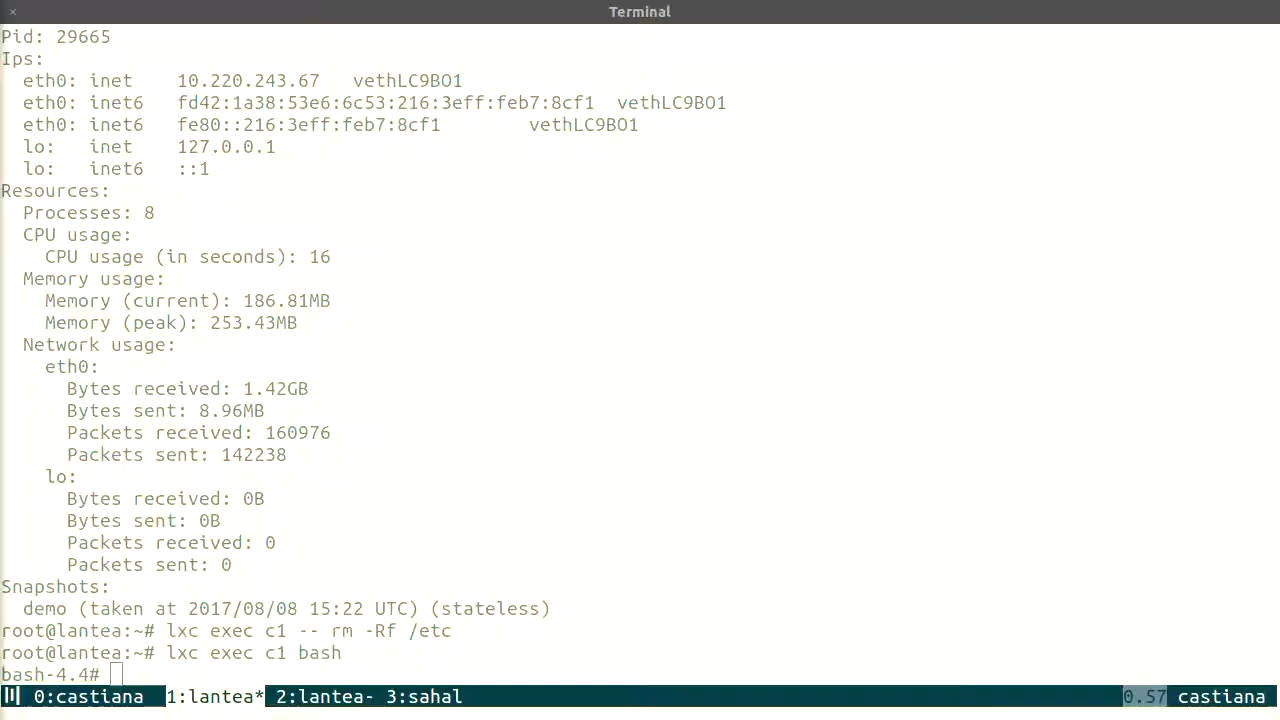 Terminal
Pid: 29665
Ips:
  eth0: inet    10.220.243.67   vethLC9BO1
  eth0: inet6   fd42:1a38:53e6:6c53:216:3eff:feb7:8cf1  vethLC9BO1
  eth0: inet6   fe80::216:3eff:feb7:8cf1        vethLC9BO1
  lo:   inet    127.0.0.1
  lo:   inet6   ::1
Resources:
  Processes: 8
  CPU usage:
    CPU usage (in seconds): 16
  Memory usage:
    Memory (current): 186.81MB
    Memory (peak): 253.43MB
  Network usage:
    eth0:
      Bytes received: 1.42GB
      Bytes sent: 8.96MB
      Packets received: 160976
      Packets sent: 142238
    lo:
      Bytes received: 0B
      Bytes sent: 0B
      Packets received: 0
      Packets sent: 0
Snapshots:
  demo (taken at 2017/08/08 15:22 UTC) (stateless)
root@lantea:~# lxc exec c1 -- rm -Rf /etc
root@lantea:~# lxc exec c1 bash
bash-4.4#
0:castiana  1:lantea* 2:lantea- 3:sahal 0.57 castiana